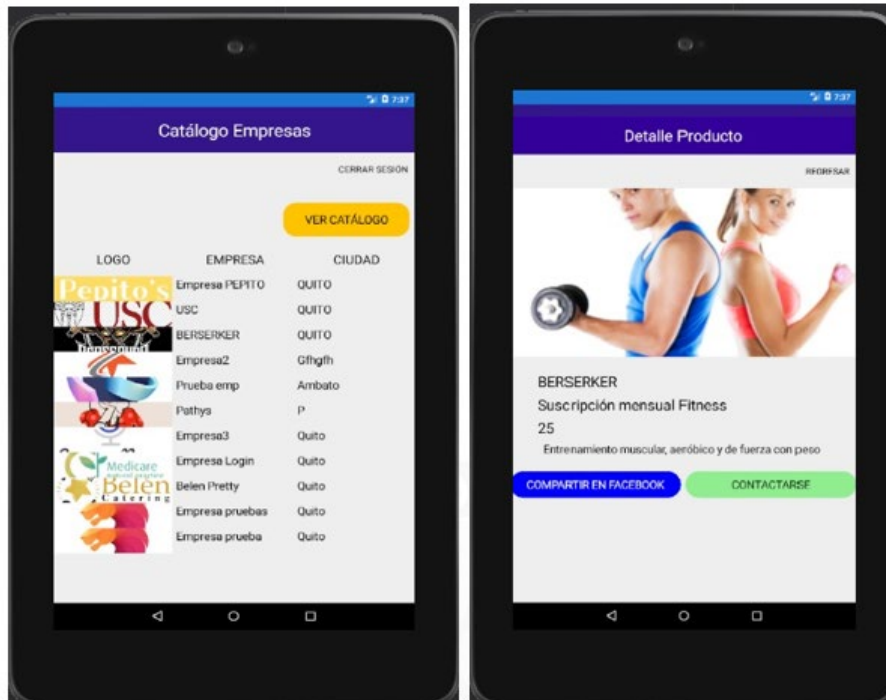 7:37
Catálogo Empresas
CERRAR SESIÓN
VER CATÁLOGO
LOGO EMPRESA CIUDAD
Pepito's Empresa PEPITO QUITO
USC USC QUITO
BERSERKER QUITO
Empresa2 Gfhgfh
Prueba emp Ambato
Pathys P
Empresa3 Quito
Medicare Empresa Login Quito
Belen Belen Pretty Quito
Catering
Empresa pruebas Quito
Empresa prueba Quito
7:37
Detalle Producto
REGRESAR
BERSERKER
Suscripción mensual Fitness
25
Entrenamiento muscular, aeróbico y de fuerza con peso
COMPARTIR EN FACEBOOK CONTACTARSE